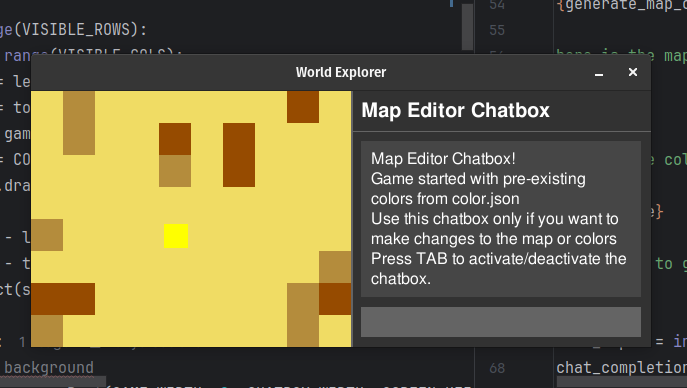 ge(VISIBLE_ROWS):
54
{generate_map_
55
range(VISIBLE_COLS):
World Explorer
here is the map
= le
= to
gam
= CO
.dra
- l
- t
ct(s
Map Editor Chatbox
Map Editor Chatbox!
Game started with pre-existing
colors from color.json
Use this chatbox only if you want to
make changes to the map or colors
Press TAB to activate/deactivate the
chatbox.
e col
e}
to g
: 1
= in
background
68
chat_completion